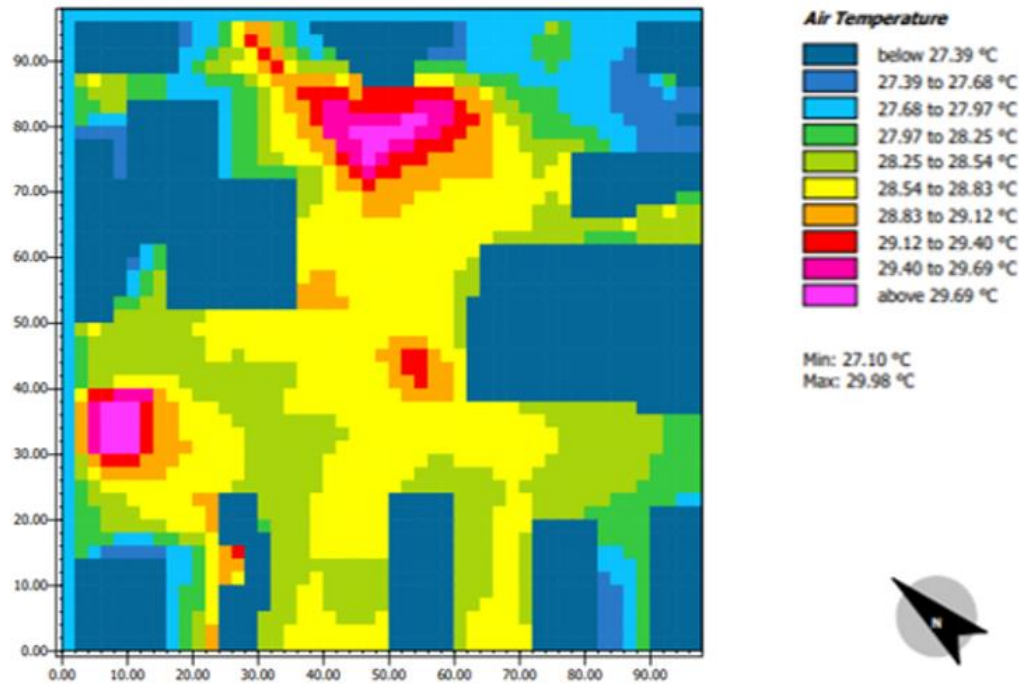 Air Temperature
below 27.39 °C
27.39 to 27.68 °C
27.68 to 27.97 °C
27.97 to 28.25 °C
28.25 to 28.54 °C
28.54 to 28.83 °C
28.83 to 29.12 °C
29.12 to 29.40 °C
29.40 to 29.69 °C
above 29.69 °C
Min: 27.10 °C
Max: 29.98 °C
90.00
80.00
70.00
60.00
50.00
40.00
30.00
20.00
10.00
0.00
0.00 10.00 20.00 30.00 40.00 50.00 60.00 70.00 80.00 90.00
N